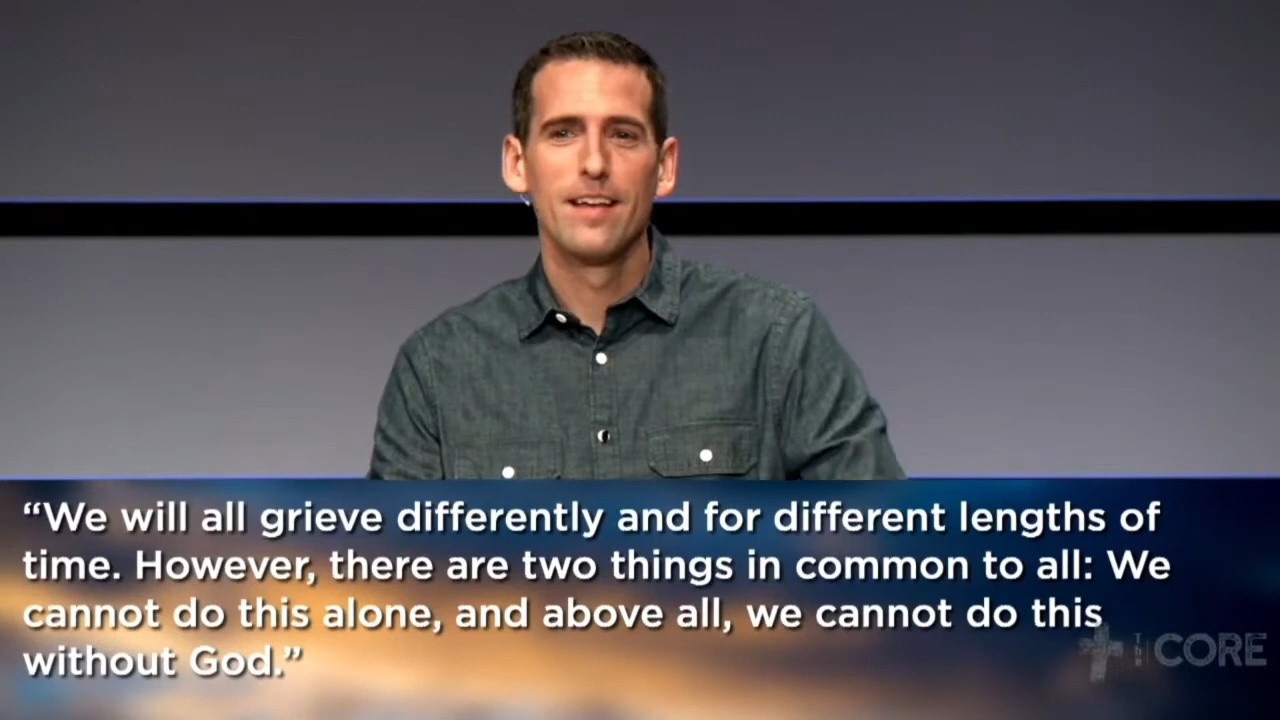 “We will all grieve differently and for different lengths of
time. However, there are two things in common to all: We
cannot do this alone, and above all, we cannot do this
without God.”
THE CORE